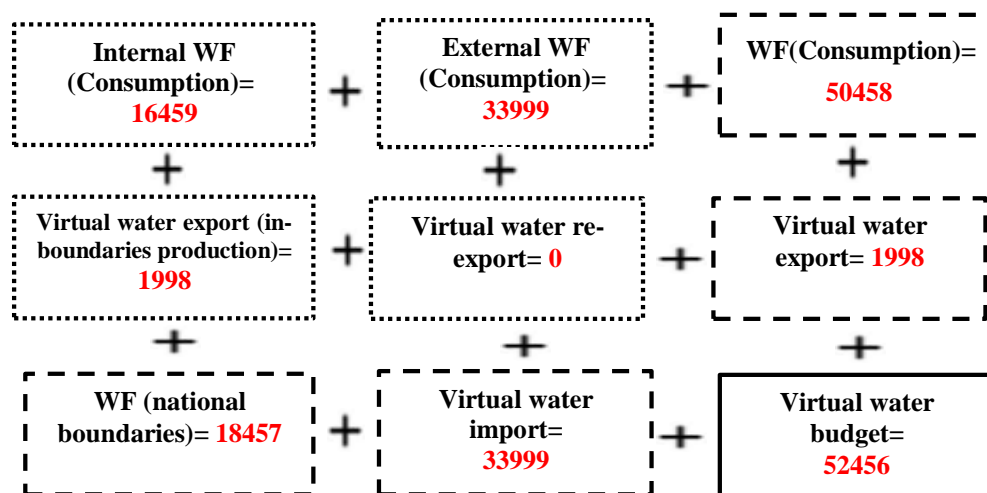 Internal WF
(Consumption)=
16459
+
External WF
(Consumption)=
33999
+
WF(Consumption)=
50458
+
+
+
Virtual water export (in-
boundaries production)=
1998
+
Virtual water re-
export= 0
+
Virtual water
export= 1998
+
+
+
WF (national
boundaries)= 18457
+
Virtual water
import=
33999
+
Virtual water
budget=
52456